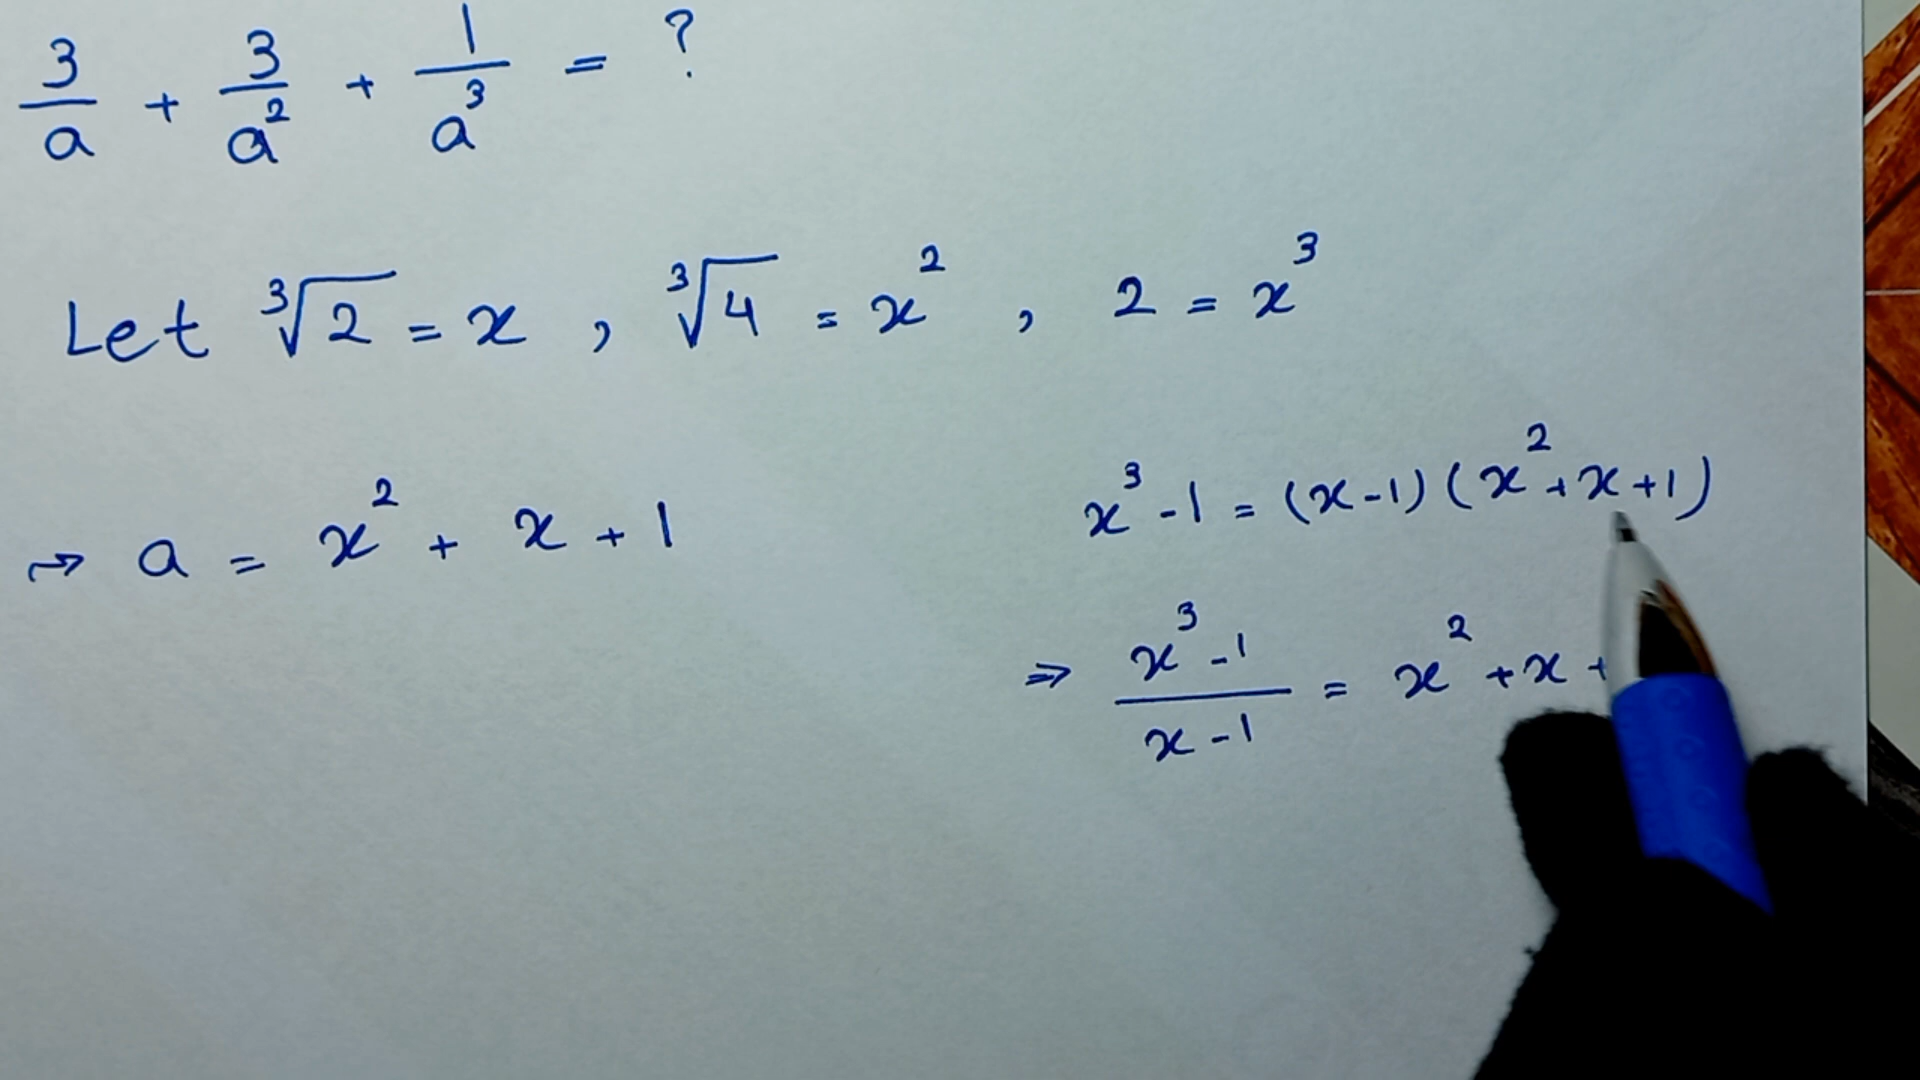 3/a + 3/a² + 1/a³ = ?
Let ∛2 = x , ∛4 = x² , 2 = x³
→ a = x² + x + 1
x³ - 1 = (x - 1) (x² + x + 1)
⇒ (x³ - 1)/(x - 1) = x² + x +